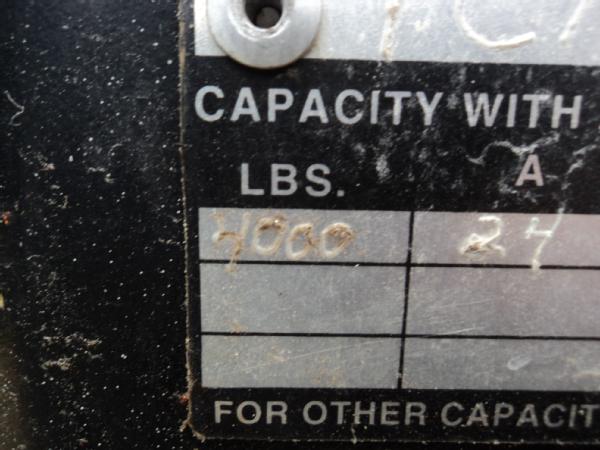 CAPACITY WITH
LBS. A
4000 24
FOR OTHER CAPACIT